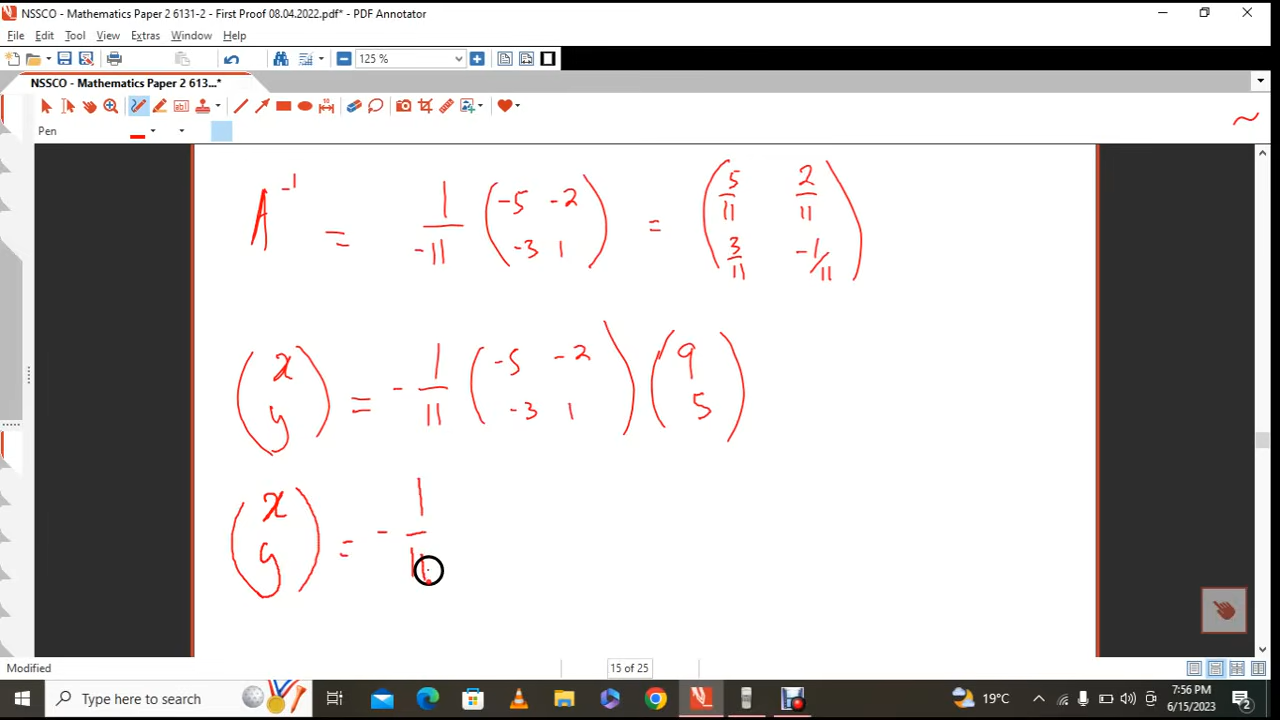 NSSCO - Mathematics Paper 2 6131-2 - First Proof 08.04.2022.pdf* - PDF Annotator
File Edit Tool View Extras Window Help
125 %
NSSCO - Mathematics Paper 2 613...*
Pen
A⁻¹ = 1/-11 (-5 -2; -3 1) = (5/11 2/11; 3/11 -1/11)
(x; y) = - 1/11 (-5 -2; -3 1) (9; 5)
(x; y) = - 1/11
Modified
15 of 25
Type here to search
19°C
7:56 PM
6/15/2023
2